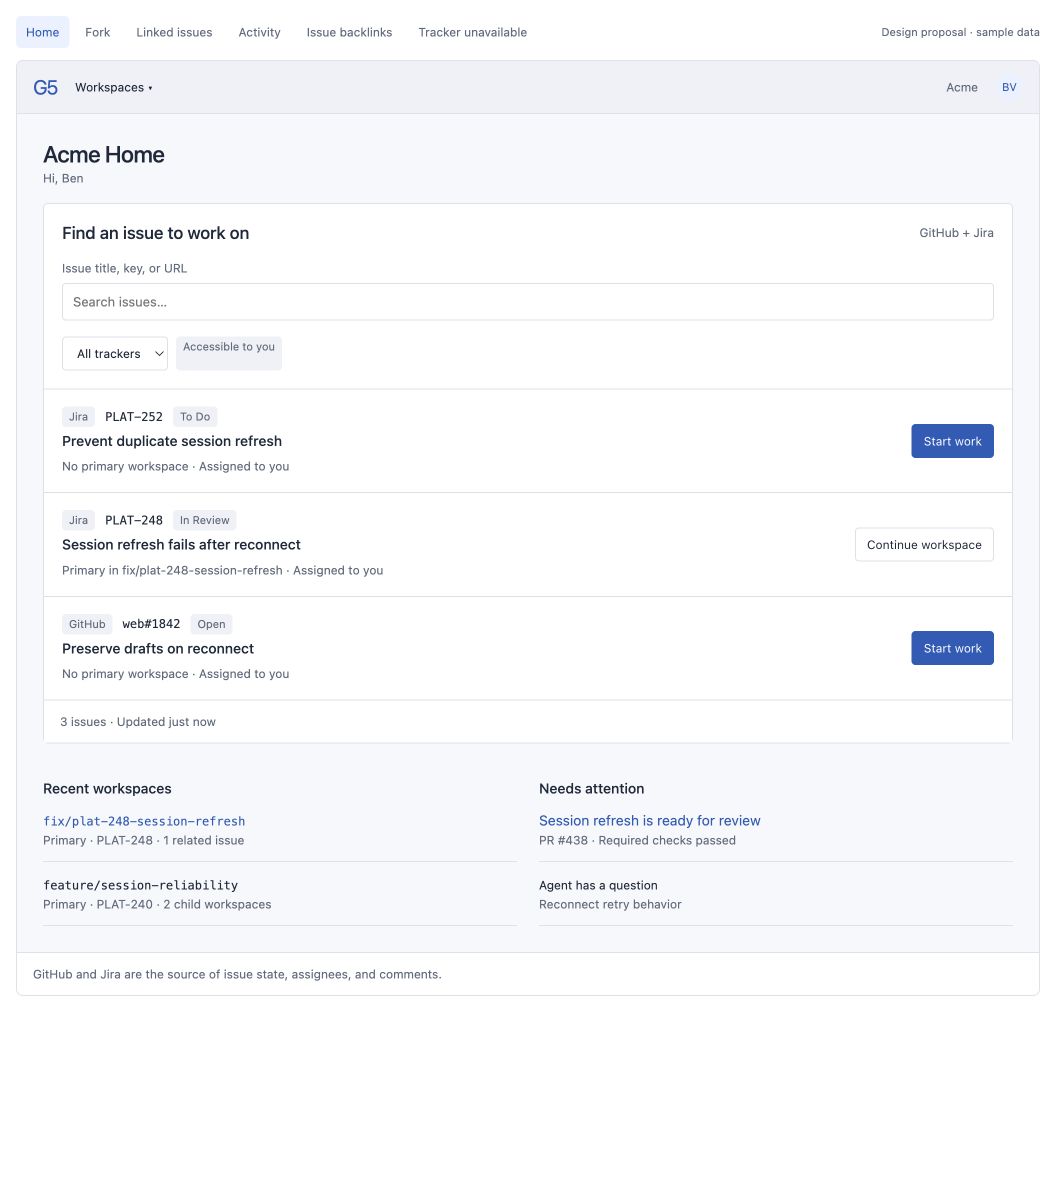 Home Fork Linked issues Activity Issue backlinks Tracker unavailable Design proposal · sample data
G5 Workspaces ▾ Acme BV
Acme Home
Hi, Ben
Find an issue to work on GitHub + Jira
Issue title, key, or URL
Search issues…
All trackers Accessible to you
Jira PLAT-252 To Do
Prevent duplicate session refresh
No primary workspace · Assigned to you
Start work
Jira PLAT-248 In Review
Session refresh fails after reconnect
Primary in fix/plat-248-session-refresh · Assigned to you
Continue workspace
GitHub web#1842 Open
Preserve drafts on reconnect
No primary workspace · Assigned to you
Start work
3 issues · Updated just now
Recent workspaces
fix/plat-248-session-refresh
Primary · PLAT-248 · 1 related issue
feature/session-reliability
Primary · PLAT-240 · 2 child workspaces
Needs attention
Session refresh is ready for review
PR #438 · Required checks passed
Agent has a question
Reconnect retry behavior
GitHub and Jira are the source of issue state, assignees, and comments.